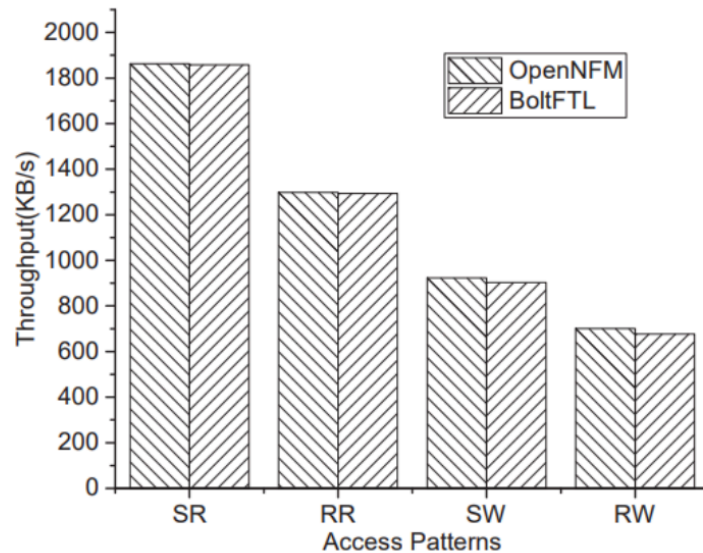 Throughput(KB/s)
2000
1800
1600
1400
1200
1000
800
600
400
200
0
OpenNFM
BoltFTL
SR RR SW RW
Access Patterns